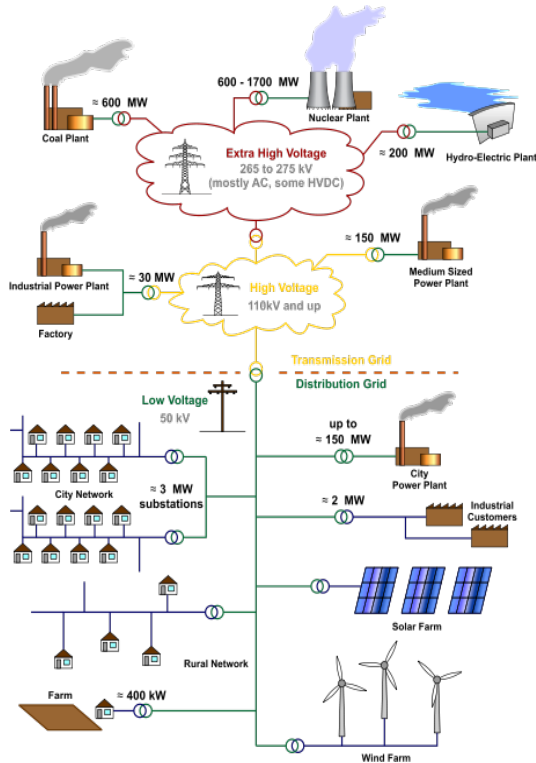 ≈ 600 MW
Coal Plant
600 - 1700 MW
Nuclear Plant
≈ 200 MW
Hydro-Electric Plant
Extra High Voltage
265 to 275 kV
(mostly AC, some HVDC)
≈ 150 MW
Medium Sized
Power Plant
Industrial Power Plant
≈ 30 MW
Factory
High Voltage
110kV and up
Transmission Grid
Distribution Grid
Low Voltage
50 kV
up to
≈ 150 MW
City
Power Plant
City Network
≈ 3 MW
substations
≈ 2 MW
Industrial
Customers
Solar Farm
Rural Network
Farm
≈ 400 kW
Wind Farm